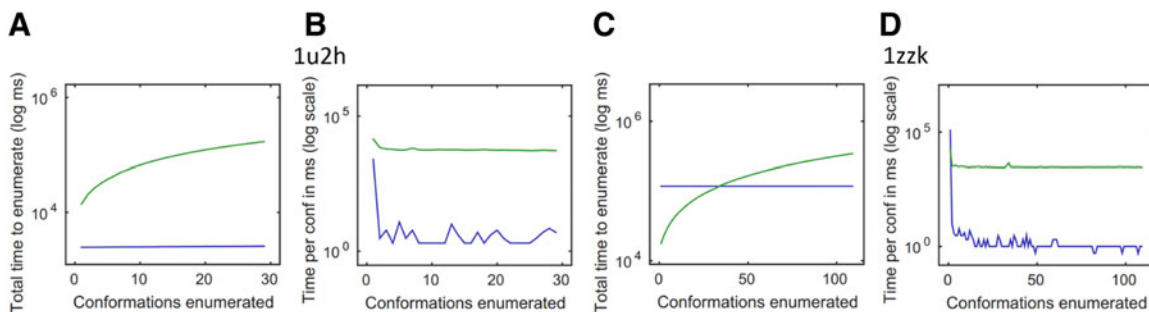 A
B
C
D
1u2h
1zzk
Total time to enumerate (log ms)
10^6
10^4
0
10
20
30
Conformations enumerated
Time per conf in ms (log scale)
10^5
10^0
0
10
20
30
Conformations enumerated
Total time to enumerate (log ms)
10^6
10^4
0
50
100
Conformations enumerated
Time per conf in ms (log scale)
10^5
10^0
0
50
100
Conformations enumerated